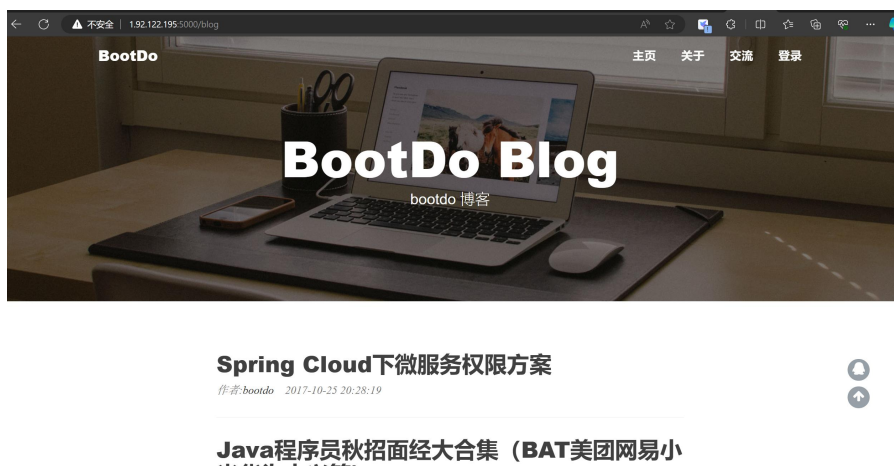 不安全 1.92.122.195:5000/blog
BootDo 主页 关于 交流 登录
BootDo Blog
bootdo 博客
Spring Cloud下微服务权限方案
作者:bootdo 2017-10-25 20:28:19
Java程序员秋招面经大合集（BAT美团网易小